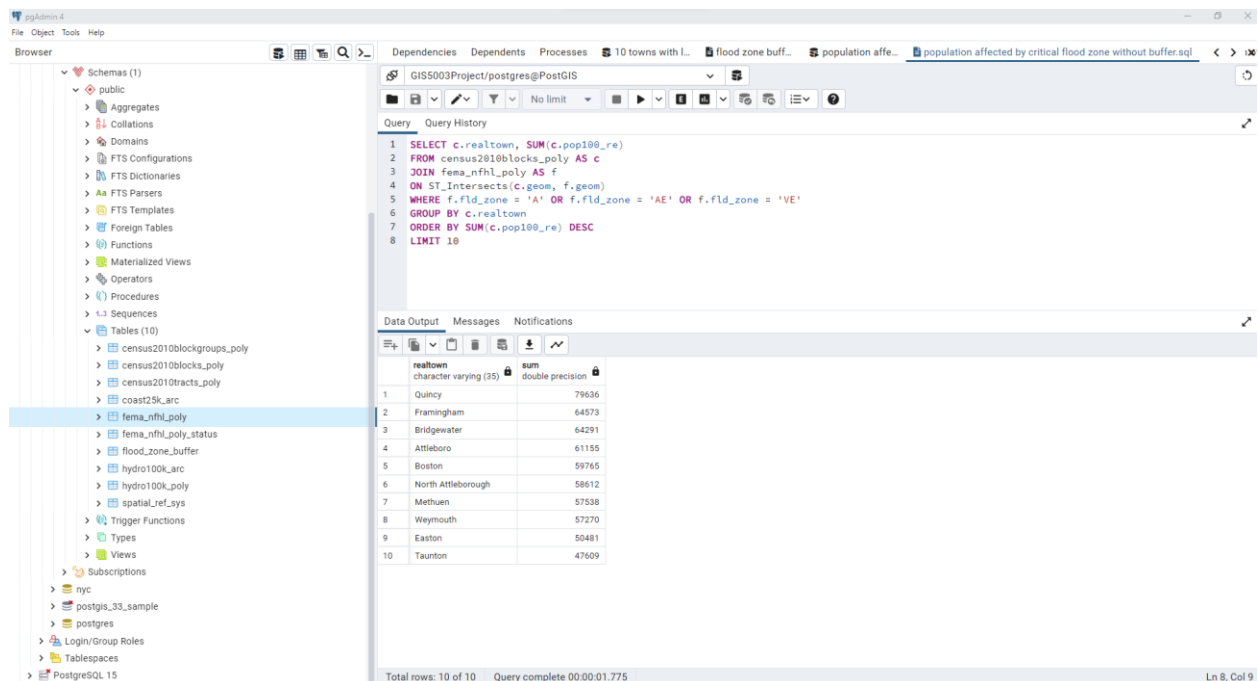 pgAdmin 4
File Object Tools Help
Browser
Dependencies Dependents Processes 10 towns with l... flood zone buff... population affe... population affected by critical flood zone without buffer.sql
Schemas (1)
public
Aggregates
Collations
Domains
FTS Configurations
FTS Dictionaries
Aa FTS Parsers
FTS Templates
Foreign Tables
Functions
Materialized Views
Operators
Procedures
1..3 Sequences
Tables (10)
census2010blockgroups_poly
census2010blocks_poly
census2010tracts_poly
coast25k_arc
fema_nfhl_poly
fema_nfhl_poly_status
flood_zone_buffer
hydro100k_arc
hydro100k_poly
spatial_ref_sys
Trigger Functions
Types
Views
Subscriptions
nyc
postgis_33_sample
postgres
Login/Group Roles
Tablespaces
PostgreSQL 15
GIS5003Project/postgres@PostGIS
No limit
E
Query Query History
1 SELECT c.realtown, SUM(c.pop100_re)
2 FROM census2010blocks_poly AS c
3 JOIN fema_nfhl_poly AS f
4 ON ST_Intersects(c.geom, f.geom)
5 WHERE f.fld_zone = 'A' OR f.fld_zone = 'AE' OR f.fld_zone = 'VE'
6 GROUP BY c.realtown
7 ORDER BY SUM(c.pop100_re) DESC
8 LIMIT 10
Data Output Messages Notifications
realtown sum
character varying (35) double precision
1 Quincy 79636
2 Framingham 64573
3 Bridgewater 64291
4 Attleboro 61155
5 Boston 59765
6 North Attleborough 58612
7 Methuen 57538
8 Weymouth 57270
9 Easton 50481
10 Taunton 47609
Total rows: 10 of 10 Query complete 00:00:01.775 Ln 8, Col 9